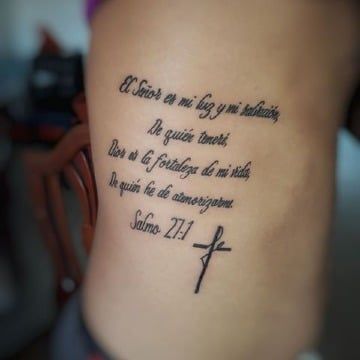 El Señor es mi luz y mi salvación,
De quién temeré,
Dios es la fortaleza de mi vida,
De quién he de atemorizarme.
Salmo 27:1
fe